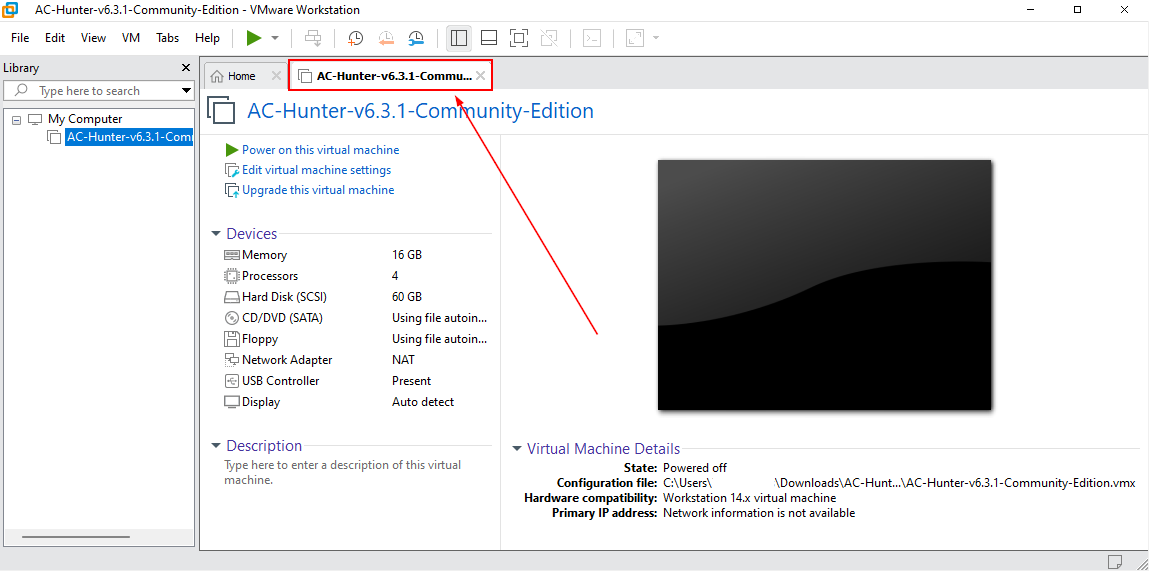 AC-Hunter-v6.3.1-Community-Edition - VMware Workstation
File Edit View VM Tabs Help
Library
Type here to search
My Computer
AC-Hunter-v6.3.1-Com
Home
AC-Hunter-v6.3.1-Commu...
AC-Hunter-v6.3.1-Community-Edition
Power on this virtual machine
Edit virtual machine settings
Upgrade this virtual machine
Devices
Memory 16 GB
Processors 4
Hard Disk (SCSI) 60 GB
CD/DVD (SATA) Using file autoin...
Floppy Using file autoin...
Network Adapter NAT
USB Controller Present
Display Auto detect
Description
Type here to enter a description of this virtual
machine.
Virtual Machine Details
State: Powered off
Configuration file: C:\Users\ \Downloads\AC-Hunt...\AC-Hunter-v6.3.1-Community-Edition.vmx
Hardware compatibility: Workstation 14.x virtual machine
Primary IP address: Network information is not available